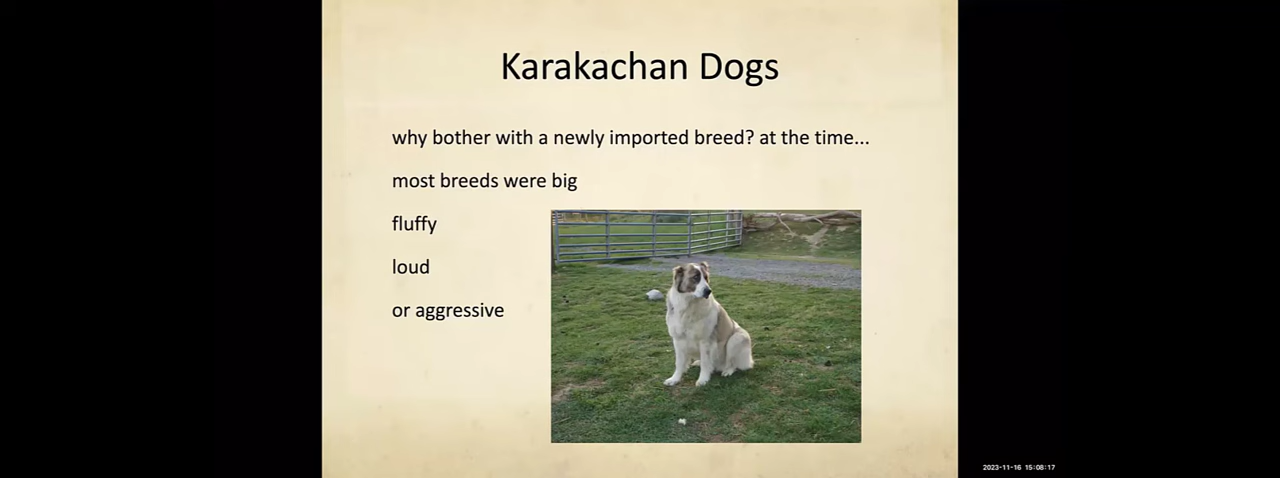 Karakachan Dogs
why bother with a newly imported breed? at the time...
most breeds were big
fluffy
loud
or aggressive
2023-11-16 15:08:17